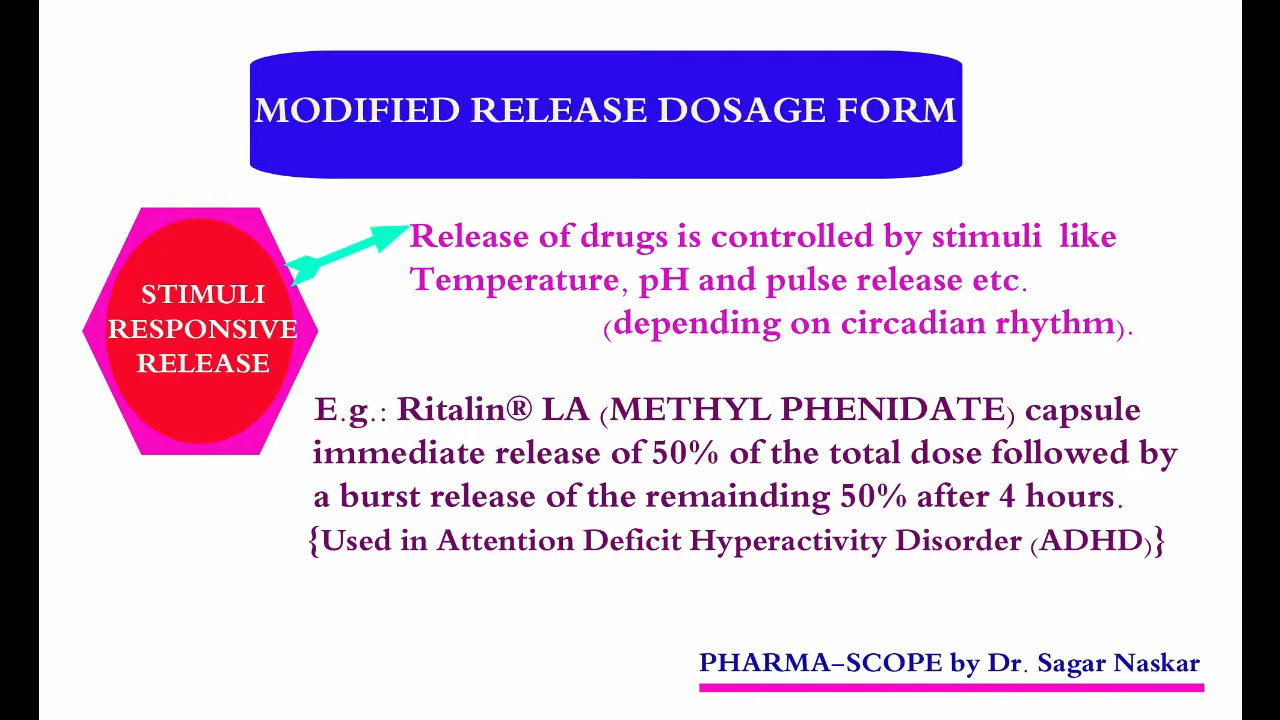 MODIFIED RELEASE DOSAGE FORM
STIMULI
RESPONSIVE
RELEASE
Release of drugs is controlled by stimuli like
Temperature, pH and pulse release etc.
(depending on circadian rhythm).
E.g.: Ritalin® LA (METHYL PHENIDATE) capsule
immediate release of 50% of the total dose followed by
a burst release of the remainding 50% after 4 hours.
{Used in Attention Deficit Hyperactivity Disorder (ADHD)}
PHARMA-SCOPE by Dr. Sagar Naskar